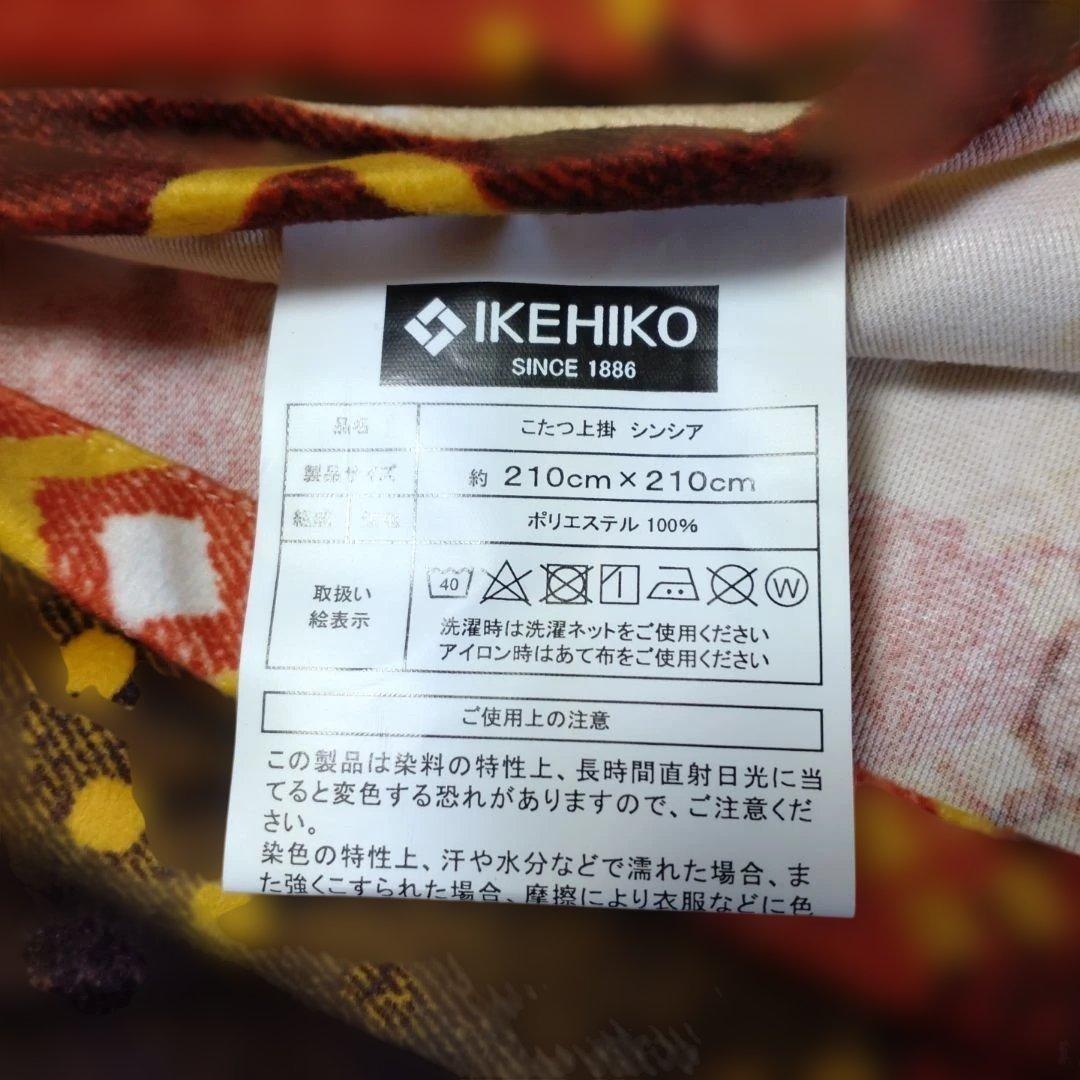 IKEHIKO
SINCE 1886
品名 こたつ上掛 シンシア
製品サイズ 約 210cm×210cm
ポリエステル 100%
取扱い
絵表示
40
W
洗濯時は洗濯ネットをご使用ください
アイロン時はあて布をご使用ください
ご使用上の注意
この製品は染料の特性上、長時間直射日光に当
てると変色する恐れがありますので、ご注意くだ
さい。
染色の特性上、汗や水分などで濡れた場合、ま
た強くこすられた場合、摩擦により衣服などに色